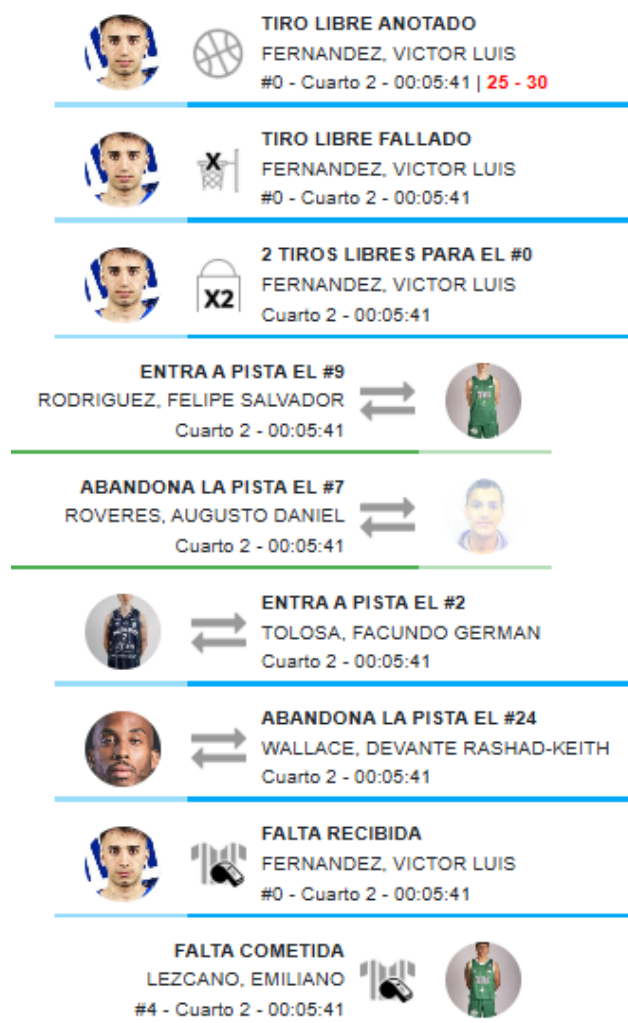 TIRO LIBRE ANOTADO
FERNANDEZ, VICTOR LUIS
#0 - Cuarto 2 - 00:05:41 | 25 - 30
TIRO LIBRE FALLADO
FERNANDEZ, VICTOR LUIS
#0 - Cuarto 2 - 00:05:41
2 TIROS LIBRES PARA EL #0
X2
FERNANDEZ, VICTOR LUIS
Cuarto 2 - 00:05:41
ENTRA A PISTA EL #9
RODRIGUEZ, FELIPE SALVADOR
Cuarto 2 - 00:05:41
ABANDONA LA PISTA EL #7
ROVERES, AUGUSTO DANIEL
Cuarto 2 - 00:05:41
ENTRA A PISTA EL #2
TOLOSA, FACUNDO GERMAN
Cuarto 2 - 00:05:41
ABANDONA LA PISTA EL #24
WALLACE, DEVANTE RASHAD-KEITH
Cuarto 2 - 00:05:41
FALTA RECIBIDA
FERNANDEZ, VICTOR LUIS
#0 - Cuarto 2 - 00:05:41
FALTA COMETIDA
LEZCANO, EMILIANO
#4 - Cuarto 2 - 00:05:41